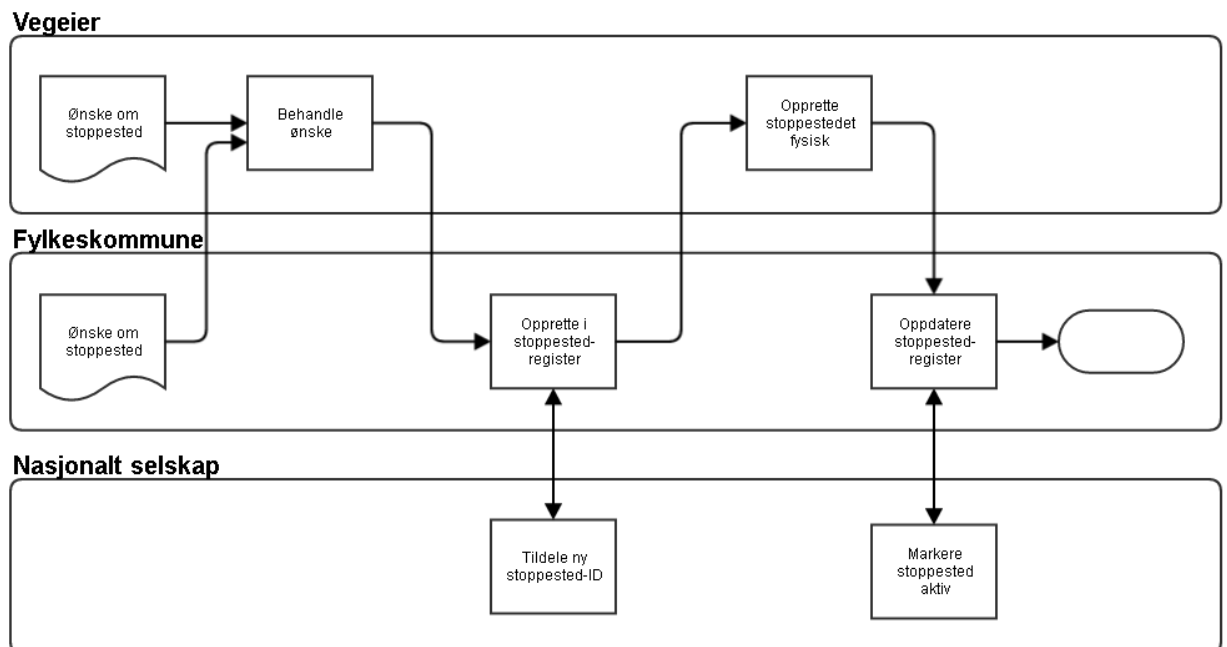 Vegeier
Ønske om
stoppested
Behandle
ønske
Opprette
stoppestedet
fysisk
Fylkeskommune
Ønske om
stoppested
Opprette i
stoppested-
register
Oppdatere
stoppested-
register
Nasjonalt selskap
Tildele ny
stoppested-ID
Markere
stoppested
aktiv